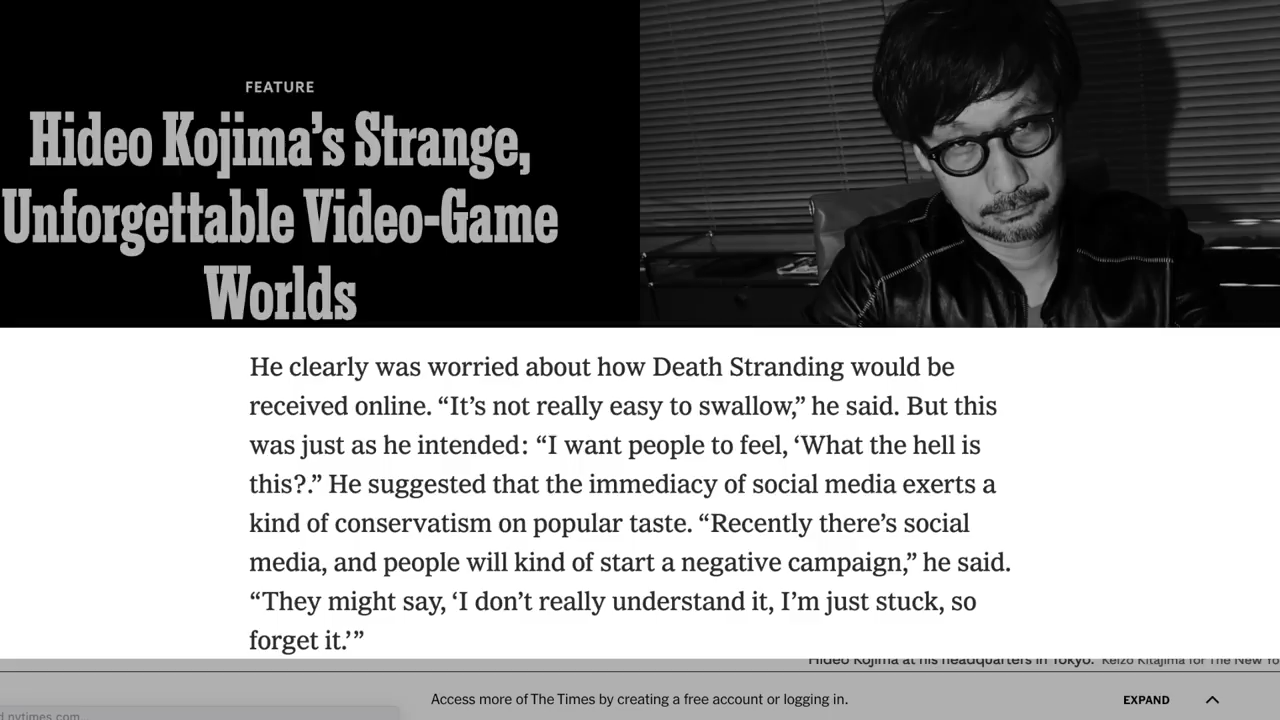 FEATURE
Hideo Kojima’s Strange,
Unforgettable Video-Game
Worlds
He clearly was worried about how Death Stranding would be
received online. “It’s not really easy to swallow,” he said. But this
was just as he intended: “I want people to feel, ‘What the hell is
this?.” He suggested that the immediacy of social media exerts a
kind of conservatism on popular taste. “Recently there’s social
media, and people will kind of start a negative campaign,” he said.
“They might say, ‘I don’t really understand it, I’m just stuck, so
forget it.’”
Hideo Kojima at his headquarters in Tokyo. Keizo Kitajima for The New Yo
Access more of The Times by creating a free account or logging in.
EXPAND
d.nytimes.com